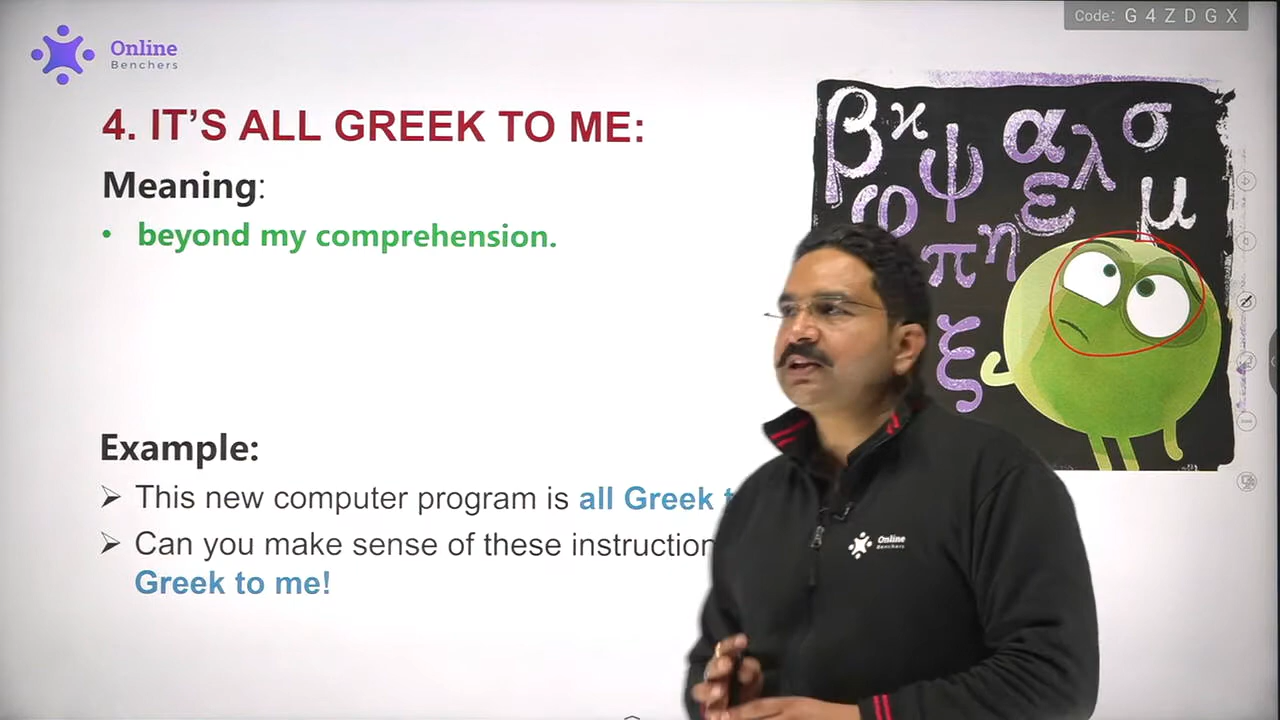 Code: G 4 Z D G X
Online
Benchers
4. IT'S ALL GREEK TO ME:
Meaning:
• beyond my comprehension.
β ϰ ψ α λ σ
φ ε μ
π η
ξ
Example:
➢ This new computer program is all Greek
➢ Can you make sense of these instruction
Greek to me!
Online
Benchers